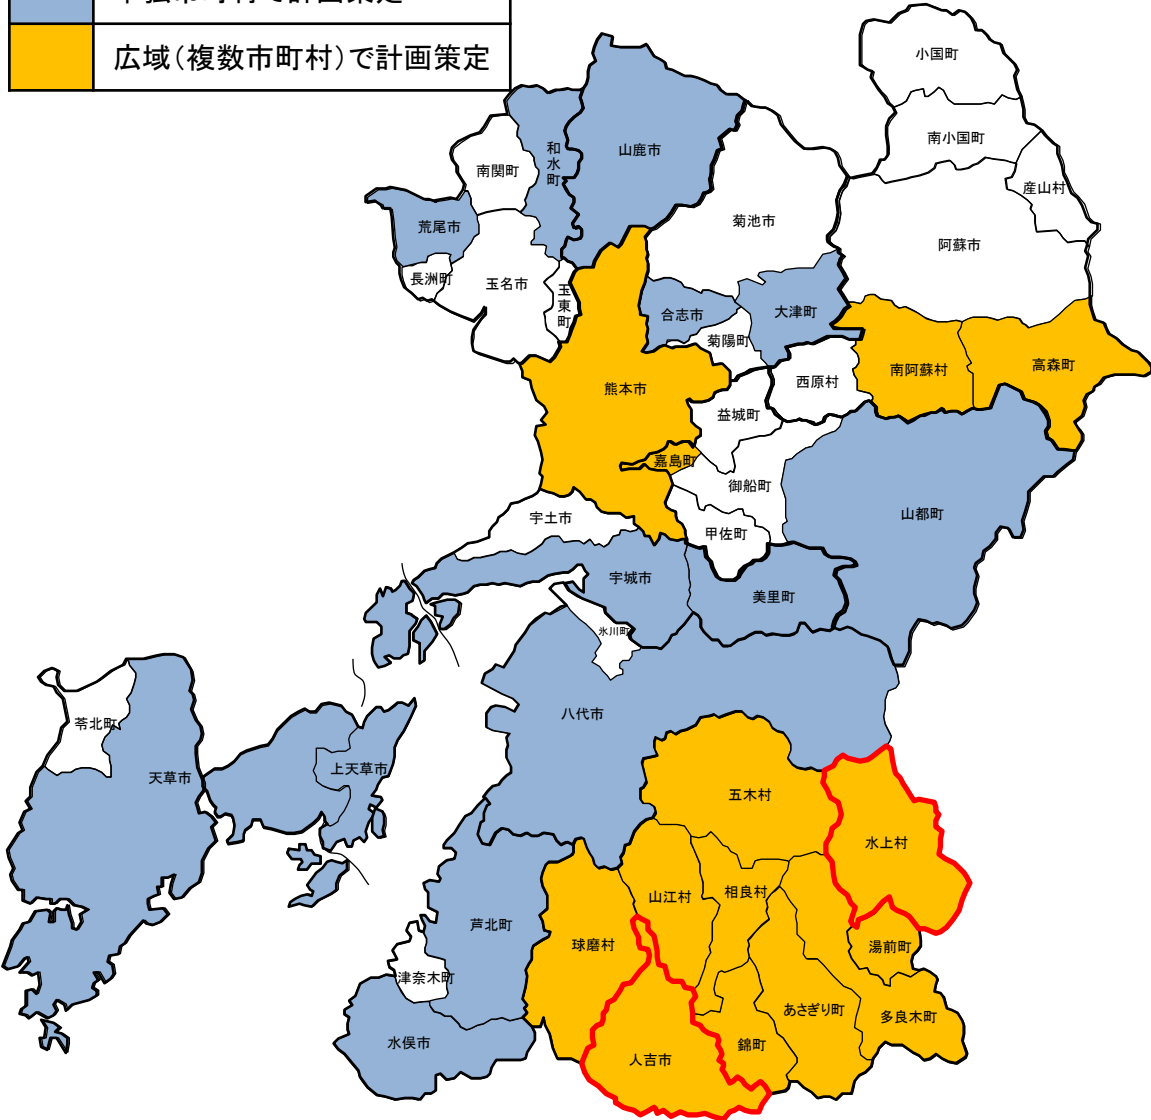 広域(複数市町村)で計画策定
小国町
南小国町
産山村
和水町
山鹿市
南関町
菊池市
荒尾市
阿蘇市
長洲町
玉名市
玉東町
合志市
大津町
菊陽町
南阿蘇村
高森町
西原村
熊本市
益城町
嘉島町
御船町
山都町
宇土市
甲佐町
宇城市
美里町
氷川町
八代市
苓北町
天草市
上天草市
五木村
水上村
山江村
相良村
芦北町
球磨村
湯前町
津奈木町
あさぎり町
多良木町
水俣市
錦町
人吉市